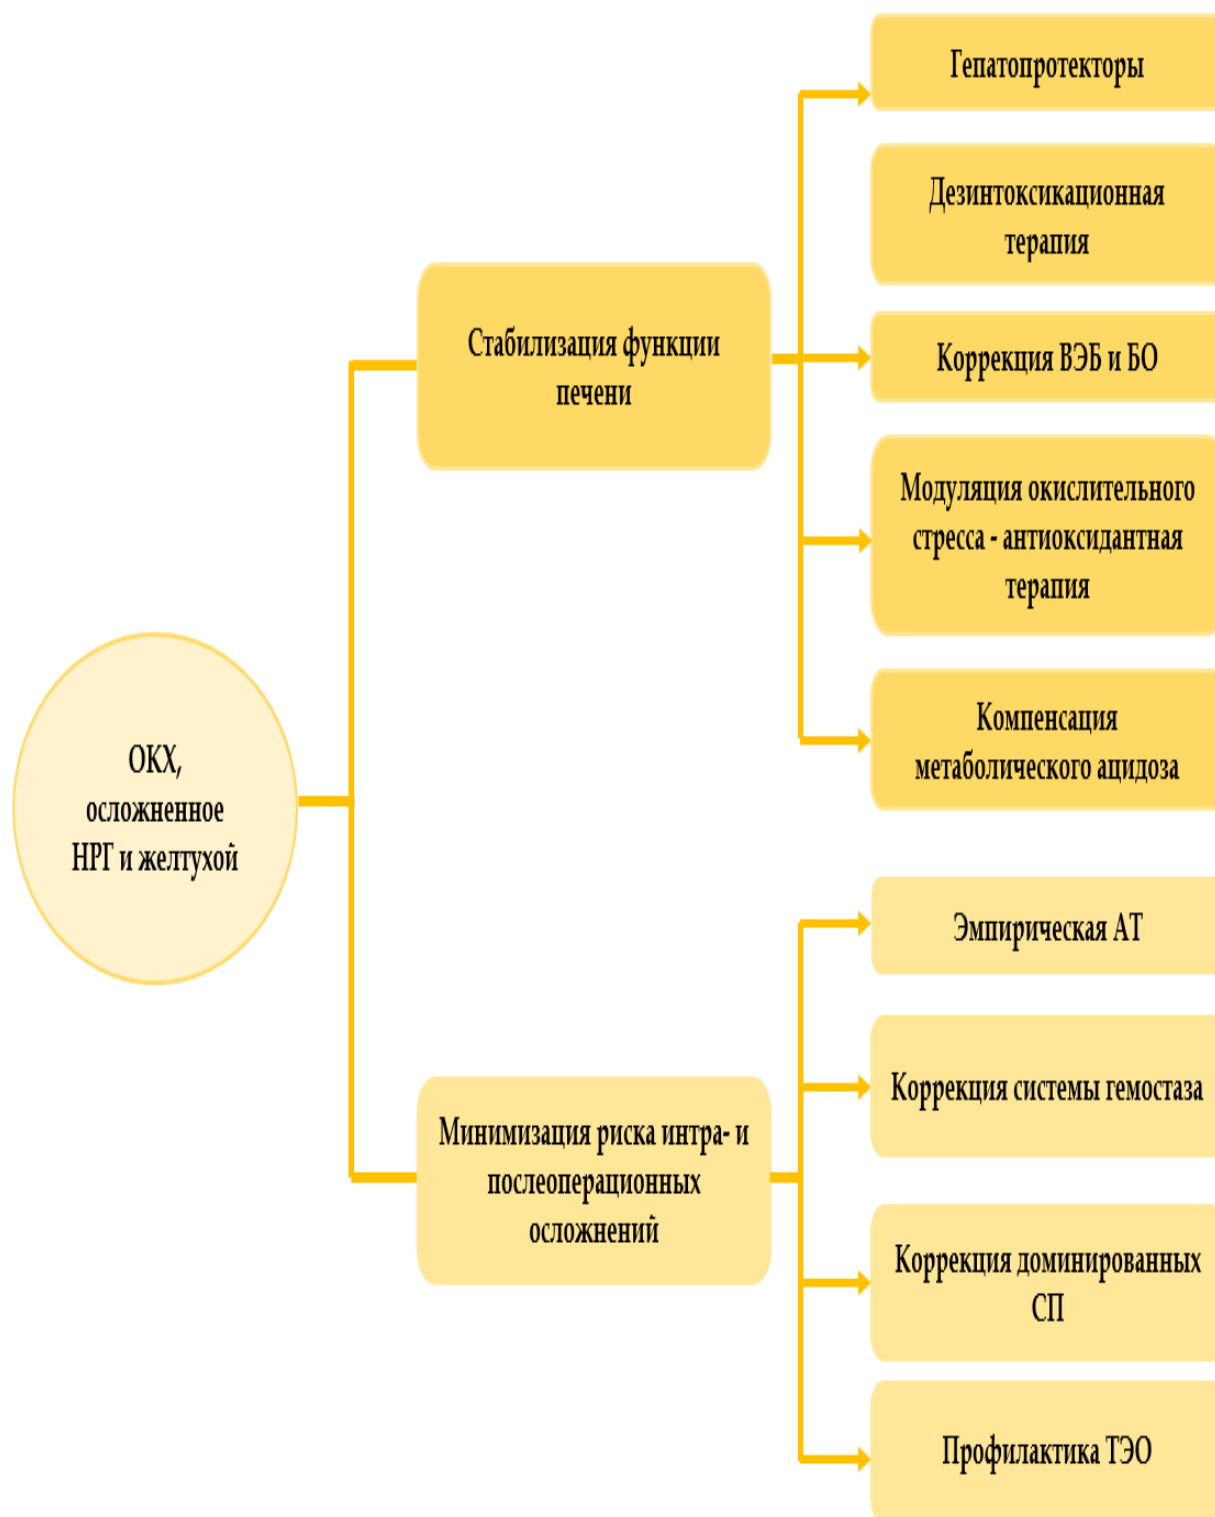 Гепатопротекторы
Дезинтоксикационная
терапия
Стабилизация функции
печени
Коррекция ВЭБ и БО
Модуляция окислительного
стресса - антиоксидантная
терапия
Компенсация
метаболического ацидоза
ОКХ,
осложненное
НРГ и желтухой
Эмпирическая АТ
Коррекция системы гемостаза
Минимизация риска интра- и
послеоперационных
осложнений
Коррекция доминированных
СП
Профилактика ТЭО